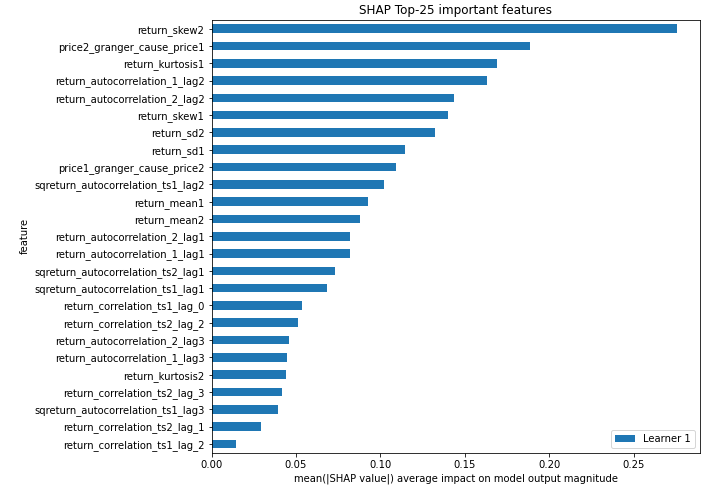 SHAP Top-25 important features
return_skew2
price2_granger_cause_price1
return_kurtosis1
return_autocorrelation_1_lag2
return_autocorrelation_2_lag2
return_skew1
return_sd2
return_sd1
price1_granger_cause_price2
sqreturn_autocorrelation_ts1_lag2
return_mean1
return_mean2
return_autocorrelation_2_lag1
return_autocorrelation_1_lag1
sqreturn_autocorrelation_ts2_lag1
sqreturn_autocorrelation_ts1_lag1
return_correlation_ts1_lag_0
return_correlation_ts2_lag_2
return_autocorrelation_2_lag3
return_autocorrelation_1_lag3
return_kurtosis2
return_correlation_ts2_lag_3
sqreturn_autocorrelation_ts1_lag3
return_correlation_ts2_lag_1
return_correlation_ts1_lag_2
feature
Learner 1
0.00 0.05 0.10 0.15 0.20 0.25
mean(|SHAP value|) average impact on model output magnitude